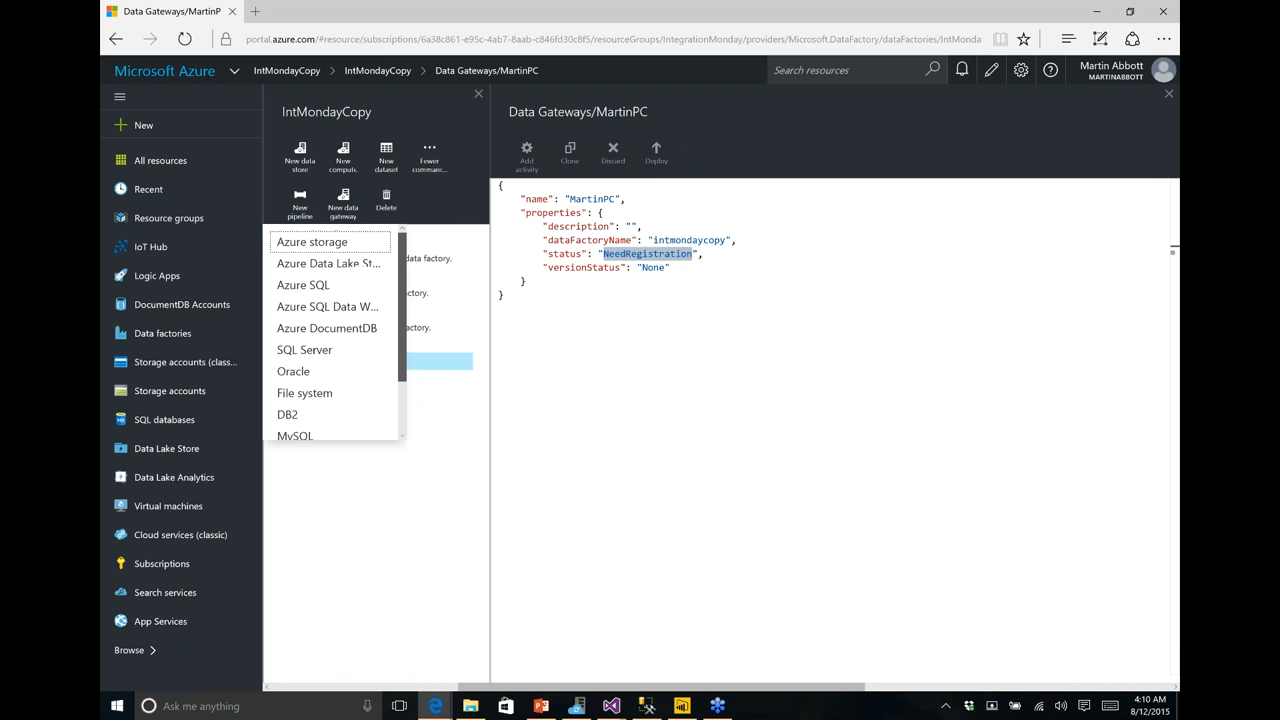 Data Gateways/MartinP
portal.azure.com/#resource/subscriptions/6a38c861-e95c-4ab7-8aab-c846fd30c8f5/resourceGroups/IntegrationMonday/providers/Microsoft.DataFactory/dataFactories/IntMonda
Microsoft Azure
IntMondayCopy
IntMondayCopy
Data Gateways/MartinPC
Search resources
Martin Abbott
MARTINABBOTT
New
All resources
Recent
Resource groups
IoT Hub
Logic Apps
DocumentDB Accounts
Data factories
Storage accounts (class...
Storage accounts
SQL databases
Data Lake Store
Data Lake Analytics
Virtual machines
Cloud services (classic)
Subscriptions
Search services
App Services
Browse
IntMondayCopy
New data
store
New
compute...
New
dataset
Fewer
commanc...
New
pipeline
New data
gateway
Delete
Azure storage
Azure Data Lake St...
Azure SQL
Azure SQL Data W...
Azure DocumentDB
SQL Server
Oracle
File system
DB2
MySQL
data factory.
ctory.
actory.
Data Gateways/MartinPC
Add
activity
Clone
Discard
Deploy
{
"name": "MartinPC",
"properties": {
"description": "",
"dataFactoryName": "intmondaycopy",
"status": "NeedRegistration",
"versionStatus": "None"
}
}
Ask me anything
4:10 AM
8/12/2015